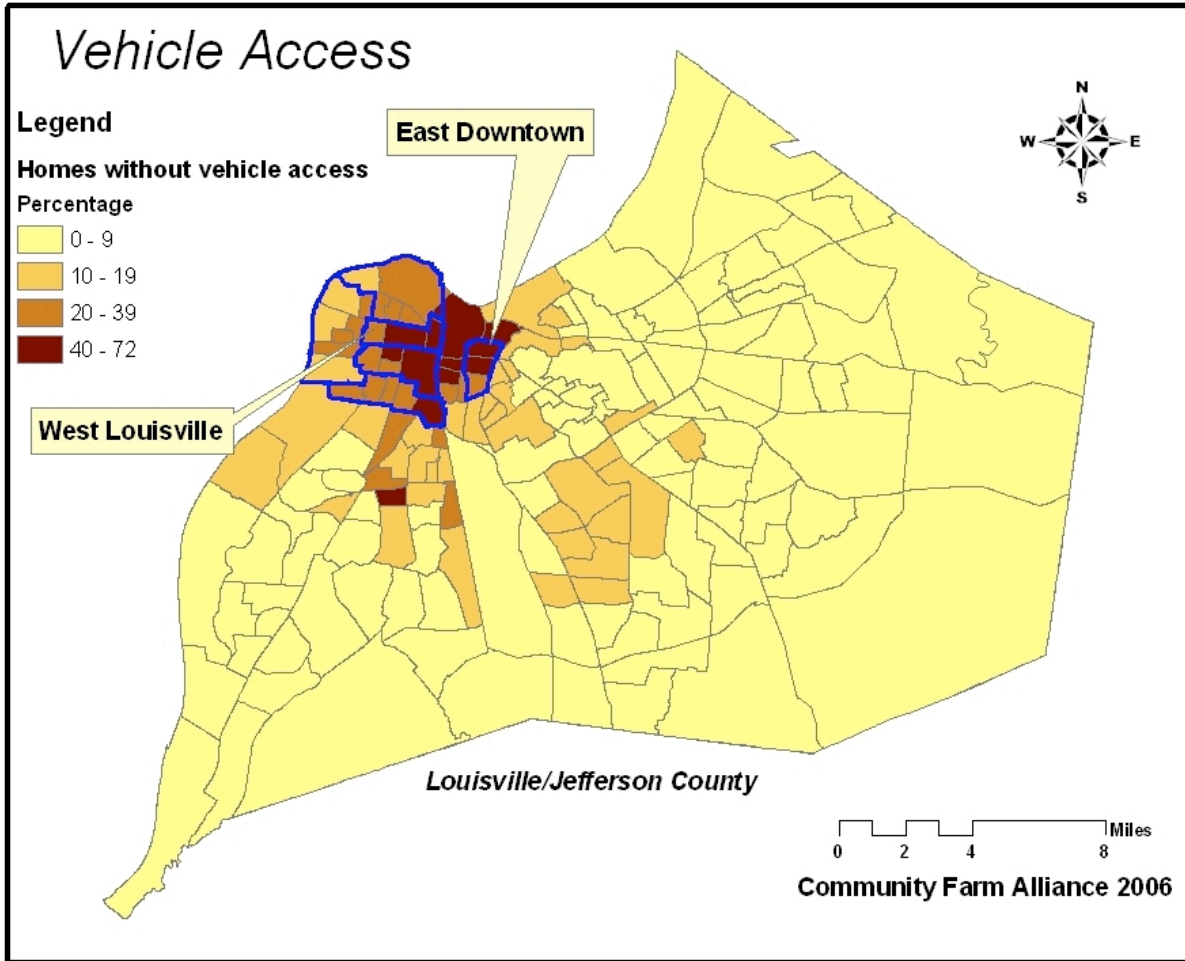 Vehicle Access
Legend
Homes without vehicle access
Percentage
0 - 9
10 - 19
20 - 39
40 - 72
East Downtown
West Louisville
N
W
E
S
Louisville/Jefferson County
Miles
0 2 4 8
Community Farm Alliance 2006